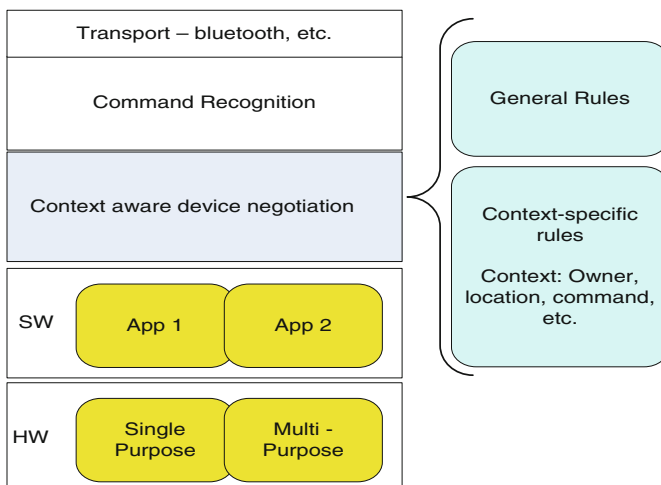 Transport – bluetooth, etc.
Command Recognition
Context aware device negotiation
SW
App 1
App 2
HW
Single
Purpose
Multi -
Purpose
General Rules
Context-specific
rules
Context: Owner,
location, command,
etc.